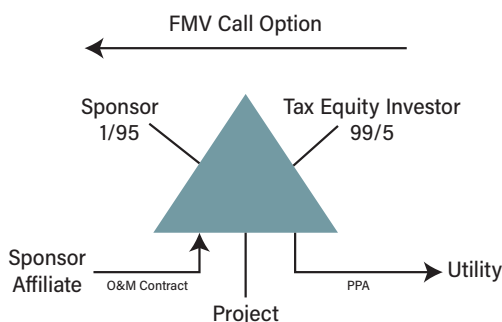 FMV Call Option
Sponsor
1/95
Tax Equity Investor
99/5
Sponsor
Affiliate
O&M Contract
PPA
Utility
Project